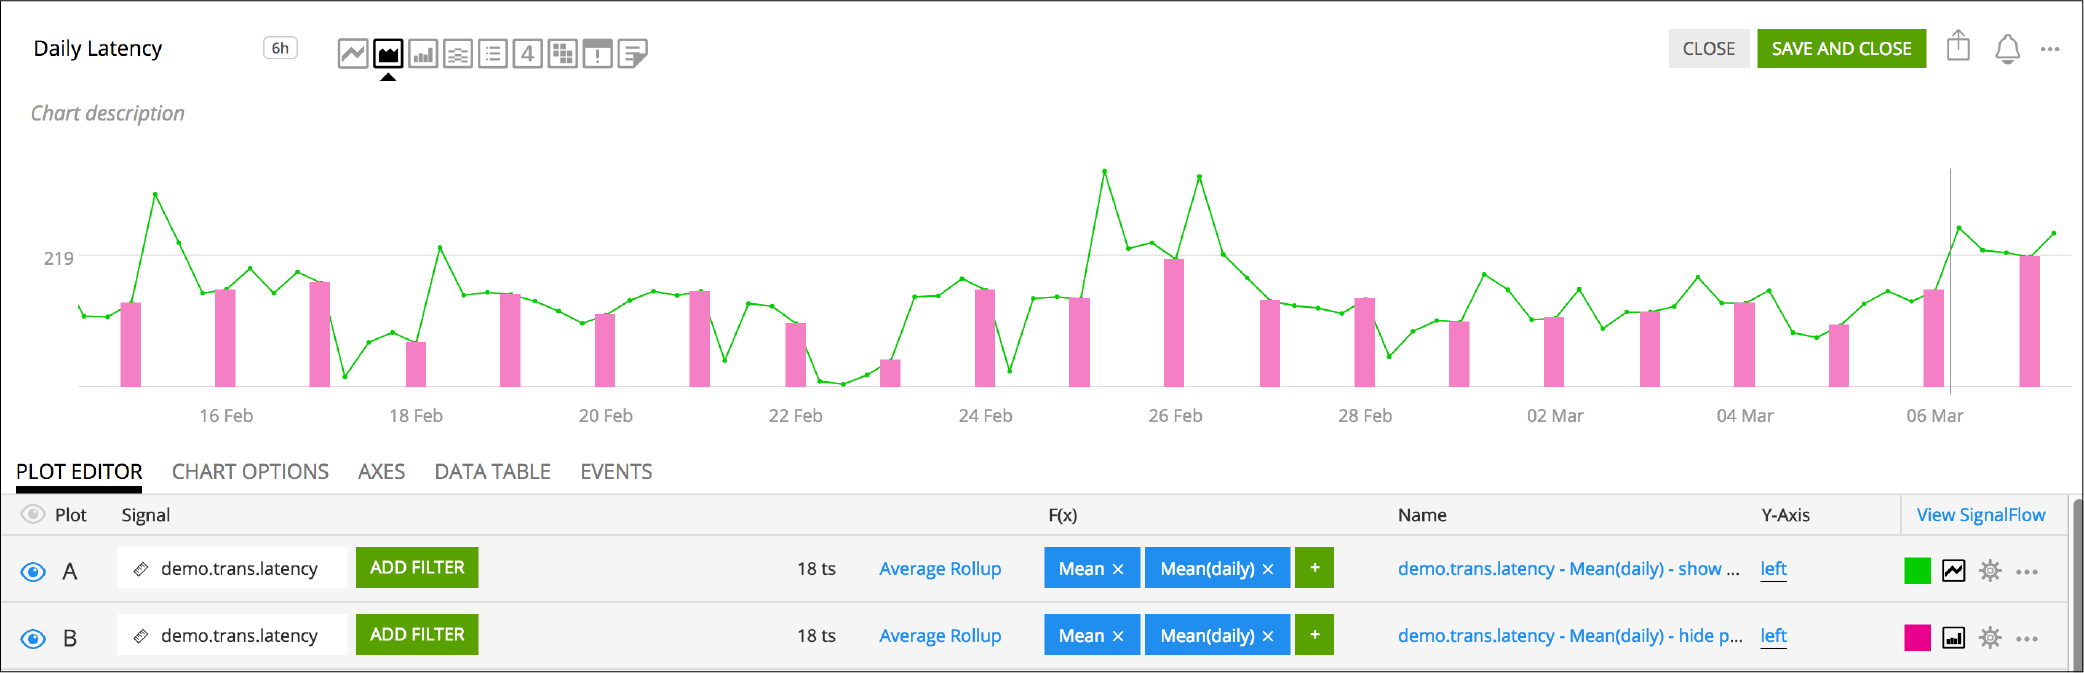 Daily Latency 6h 4 CLOSE SAVE AND CLOSE
Chart description
219
16 Feb 18 Feb 20 Feb 22 Feb 24 Feb 26 Feb 28 Feb 02 Mar 04 Mar 06 Mar
PLOT EDITOR CHART OPTIONS AXES DATA TABLE EVENTS
Plot Signal F(x) Name Y-Axis View SignalFlow
A demo.trans.latency ADD FILTER 18 ts Average Rollup Mean × Mean(daily) × + demo.trans.latency - Mean(daily) - show ... left
B demo.trans.latency ADD FILTER 18 ts Average Rollup Mean × Mean(daily) × + demo.trans.latency - Mean(daily) - hide p... left